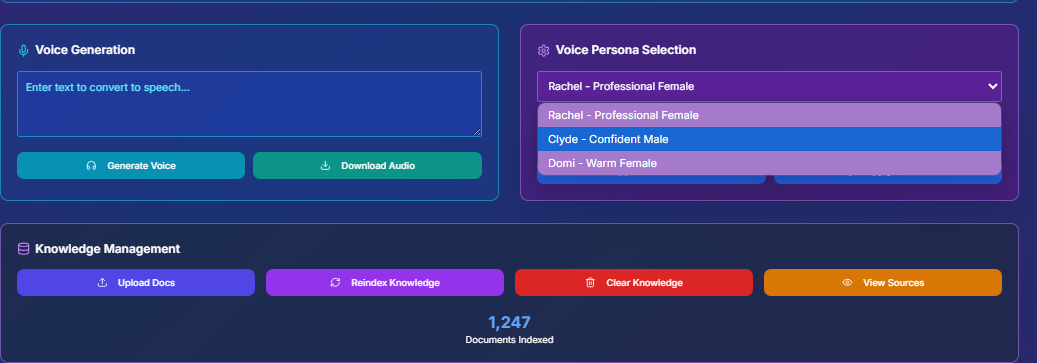 Voice Generation
Enter text to convert to speech...
Generate Voice
Download Audio
Voice Persona Selection
Rachel - Professional Female
Rachel - Professional Female
Clyde - Confident Male
Domi - Warm Female
Knowledge Management
Upload Docs
Reindex Knowledge
Clear Knowledge
View Sources
1,247
Documents Indexed